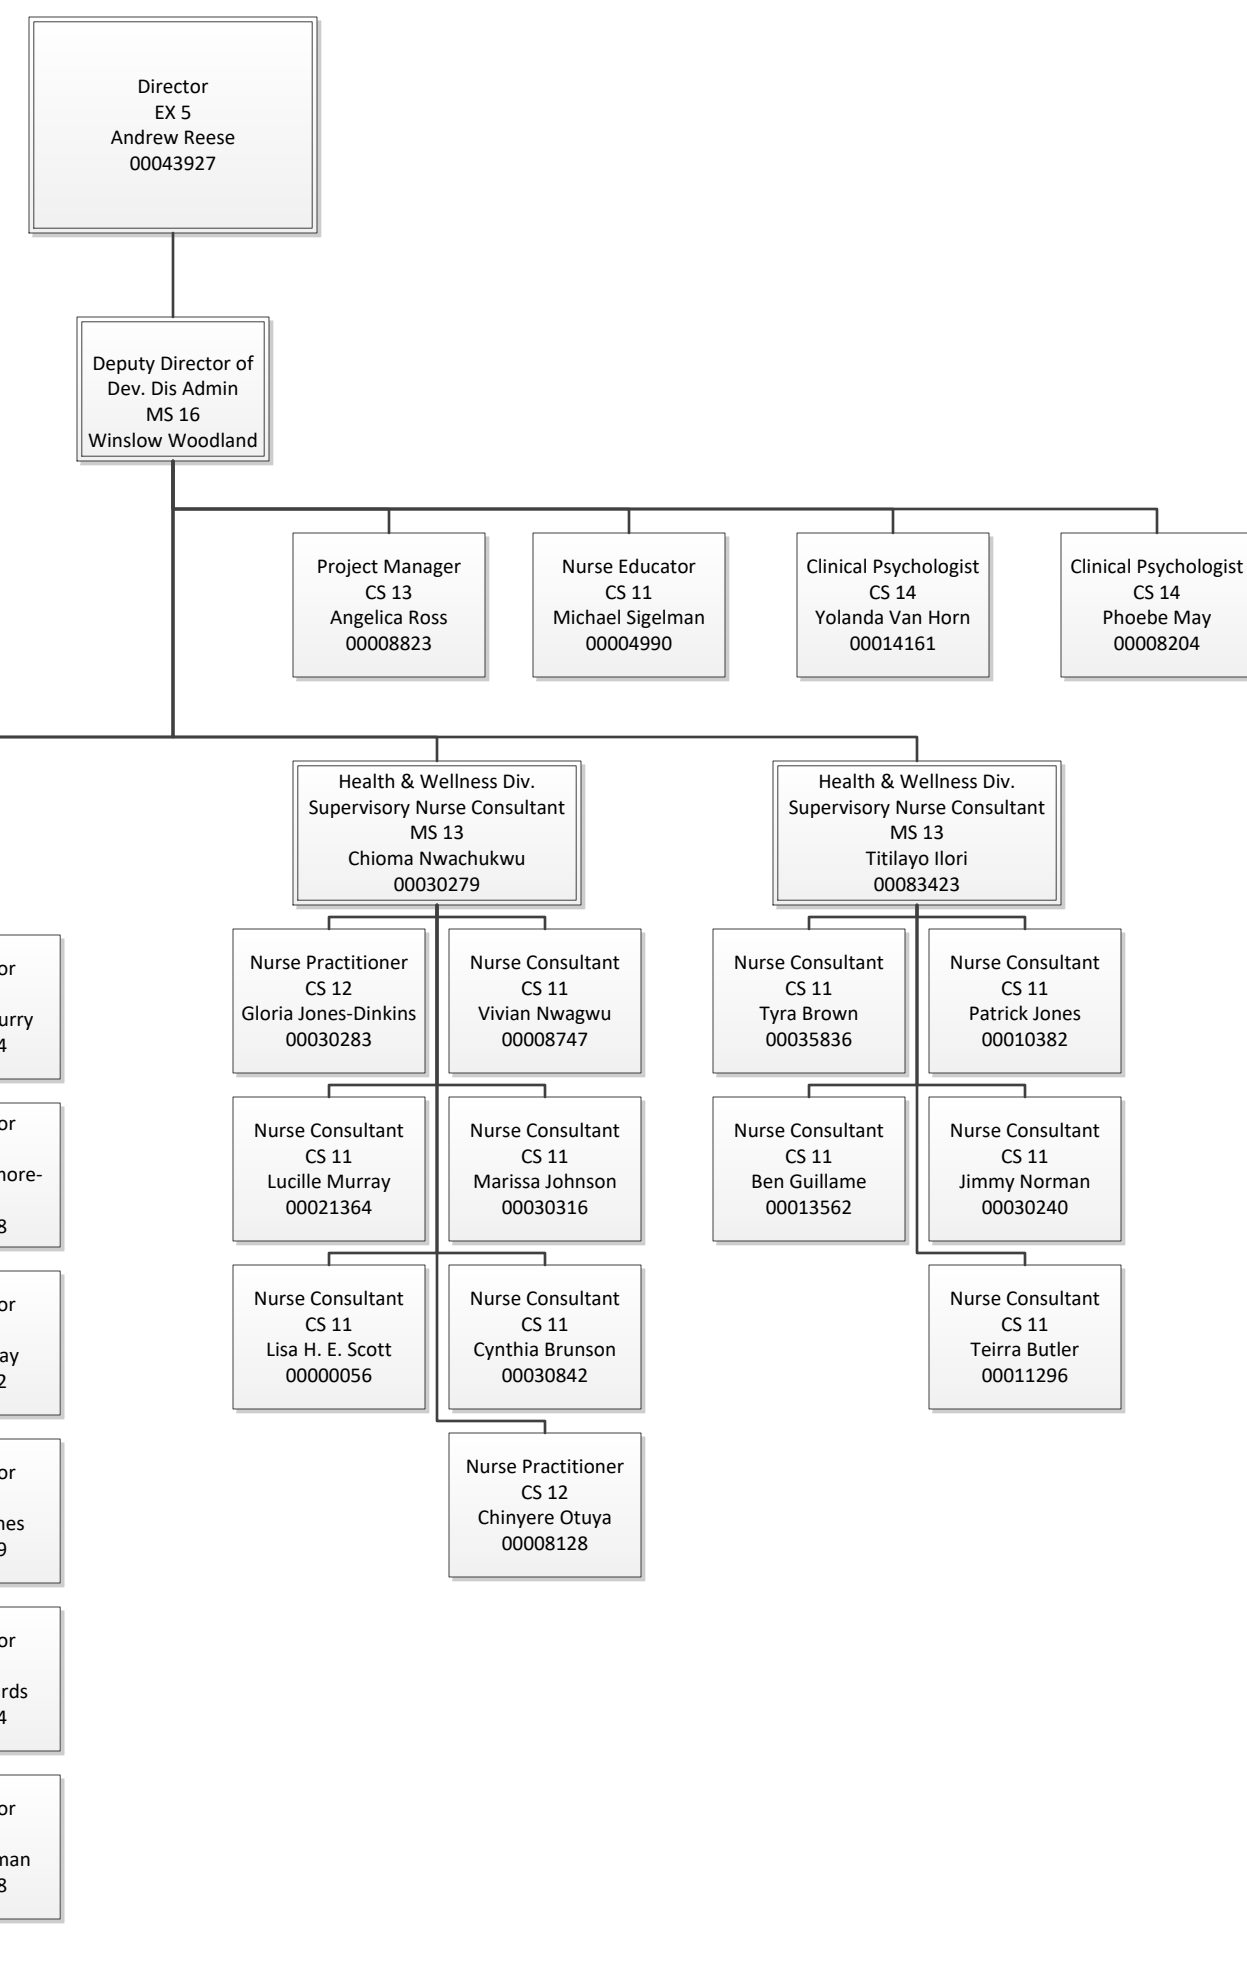 Director
EX 5
Andrew Reese
00043927
Deputy Director of
Dev. Dis Admin
MS 16
Winslow Woodland
Project Manager
CS 13
Angelica Ross
00008823
Nurse Educator
CS 11
Michael Sigelman
00004990
Clinical Psychologist
CS 14
Yolanda Van Horn
00014161
Clinical Psychologist
CS 14
Phoebe May
00008204
Health & Wellness Div.
Supervisory Nurse Consultant
MS 13
Chioma Nwachukwu
00030279
Health & Wellness Div.
Supervisory Nurse Consultant
MS 13
Titilayo Ilori
00083423
Nurse Practitioner
CS 12
Gloria Jones-Dinkins
00030283
Nurse Consultant
CS 11
Vivian Nwagwu
00008747
Nurse Consultant
CS 11
Lucille Murray
00021364
Nurse Consultant
CS 11
Marissa Johnson
00030316
Nurse Consultant
CS 11
Lisa H. E. Scott
00000056
Nurse Consultant
CS 11
Cynthia Brunson
00030842
Nurse Practitioner
CS 12
Chinyere Otuya
00008128
Nurse Consultant
CS 11
Tyra Brown
00035836
Nurse Consultant
CS 11
Patrick Jones
00010382
Nurse Consultant
CS 11
Ben Guillame
00013562
Nurse Consultant
CS 11
Jimmy Norman
00030240
Nurse Consultant
CS 11
Teirra Butler
00011296